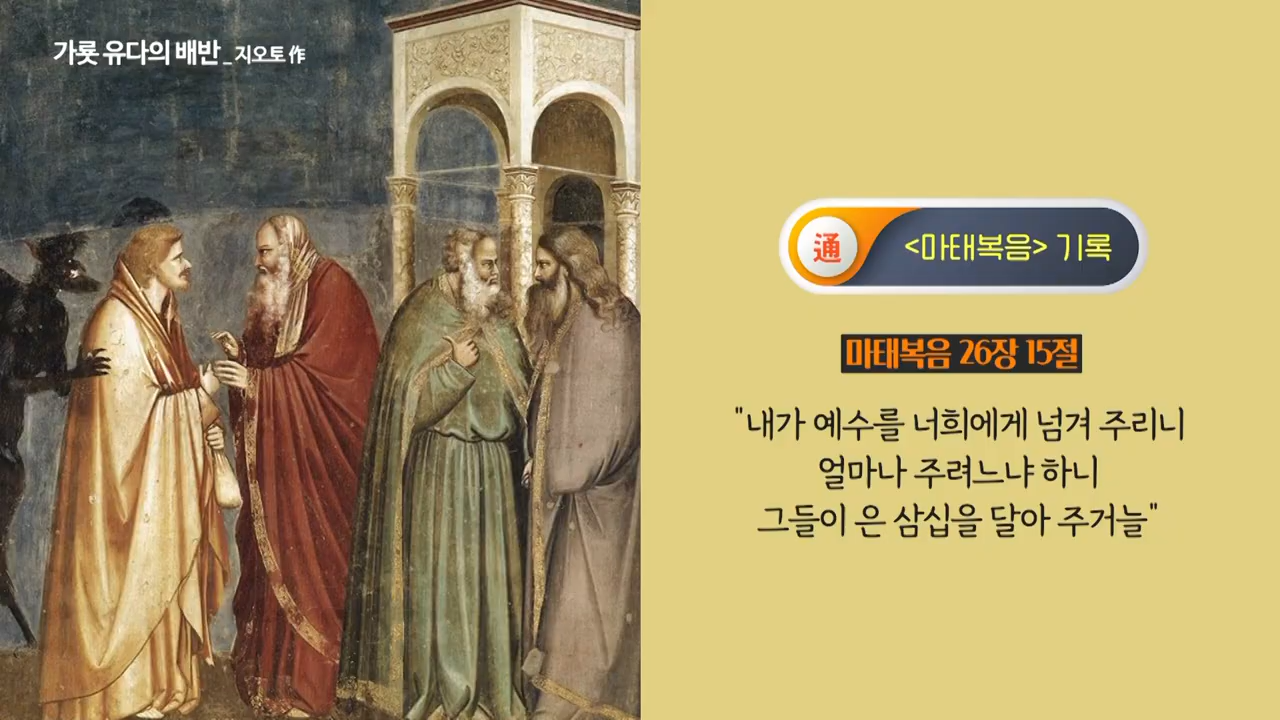 가룟 유다의 배반 _ 지오토 作
通 <마태복음> 기록
마태복음 26장 15절
"내가 예수를 너희에게 넘겨 주리니
얼마나 주려느냐 하니
그들이 은 삼십을 달아 주거늘"